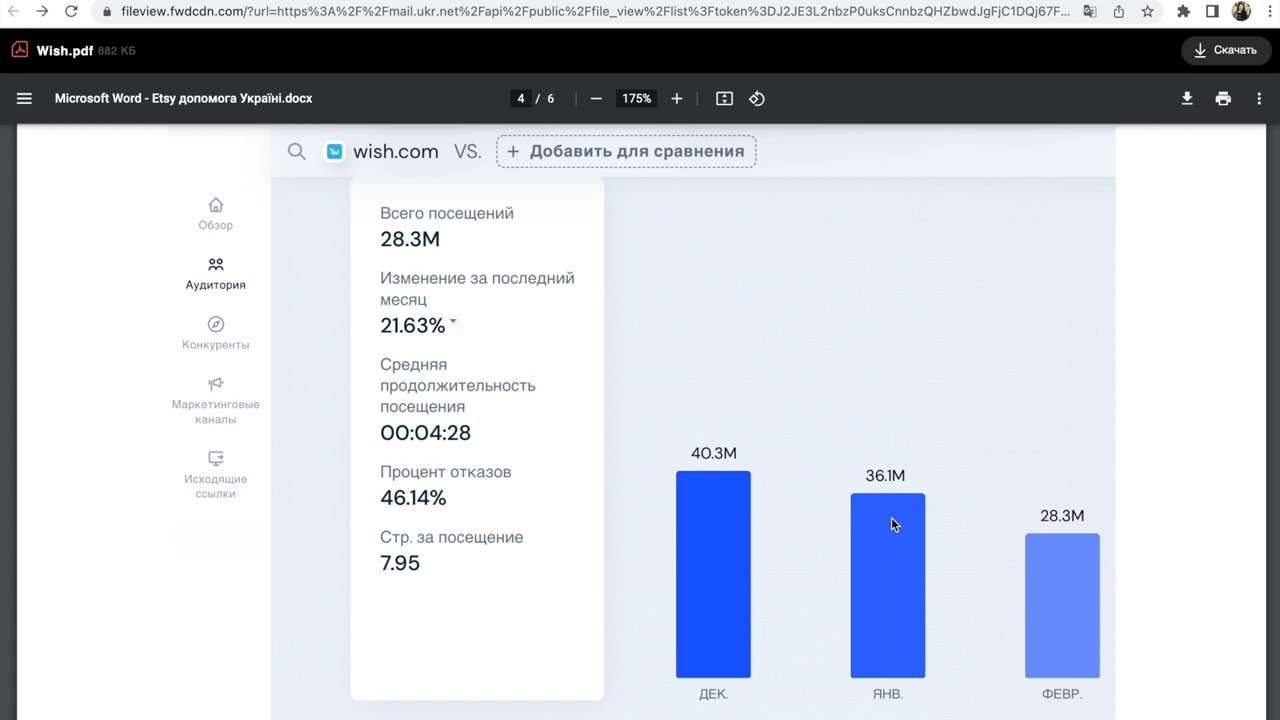 fileview.fwdcdn.com/?url=https%3A%2F%2Fmail.ukr.net%2Fapi%2Fpublic%2Ffile_view%2Flist%3Ftoken%3DJ2JE3L2nbzP0uksCnnbzQHZbwdJgFjC1DQj67F...
Wish.pdf 882 КБ
Скачать
Microsoft Word - Etsy допомога Україні.docx
4 / 6
175%
wish.com VS. + Добавить для сравнения
Обзор
Аудитория
Конкуренты
Маркетинговые
каналы
Исходящие
ссылки
Всего посещений
28.3M
Изменение за последний
месяц
21.63%
Средняя
продолжительность
посещения
00:04:28
Процент отказов
46.14%
Стр. за посещение
7.95
40.3M
36.1M
28.3M
ДЕК.
ЯНВ.
ФЕВР.